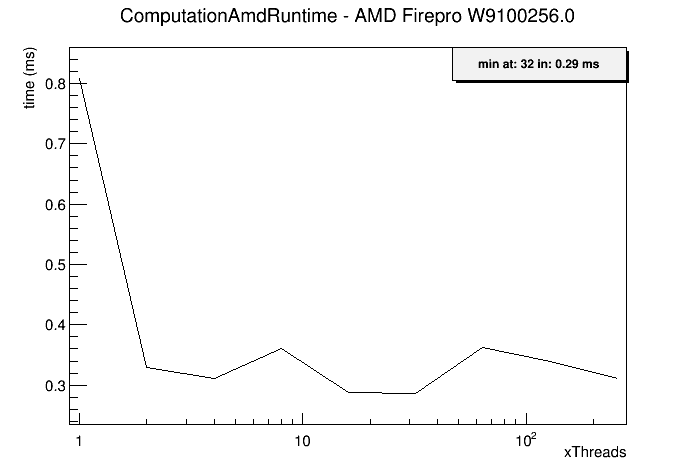 ComputationAmdRuntime - AMD Firepro W9100256.0
time (ms)
min at: 32 in: 0.29 ms
0.8
0.7
0.6
0.5
0.4
0.3
1
10
10²
xThreads